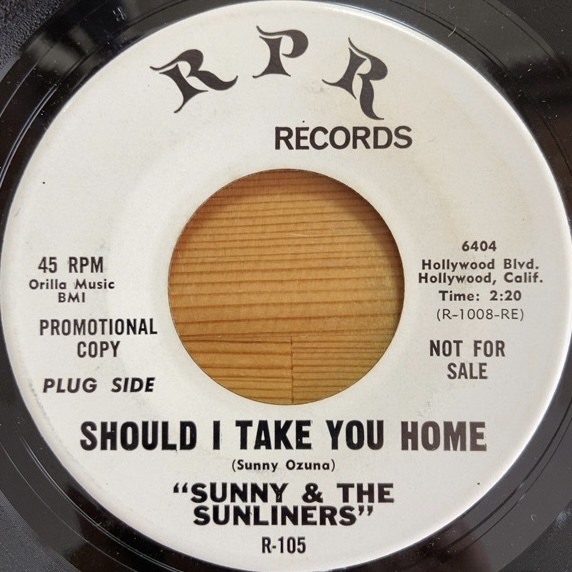 RPR
RECORDS
45 RPM
Orilla Music
BMI
PROMOTIONAL
COPY
PLUG SIDE
6404
Hollywood Blvd.
Hollywood, Calif.
Time: 2:20
(R-1008-RE)
NOT FOR
SALE
SHOULD I TAKE YOU HOME
(Sunny Ozuna)
"SUNNY & THE
SUNLINERS"
R-105